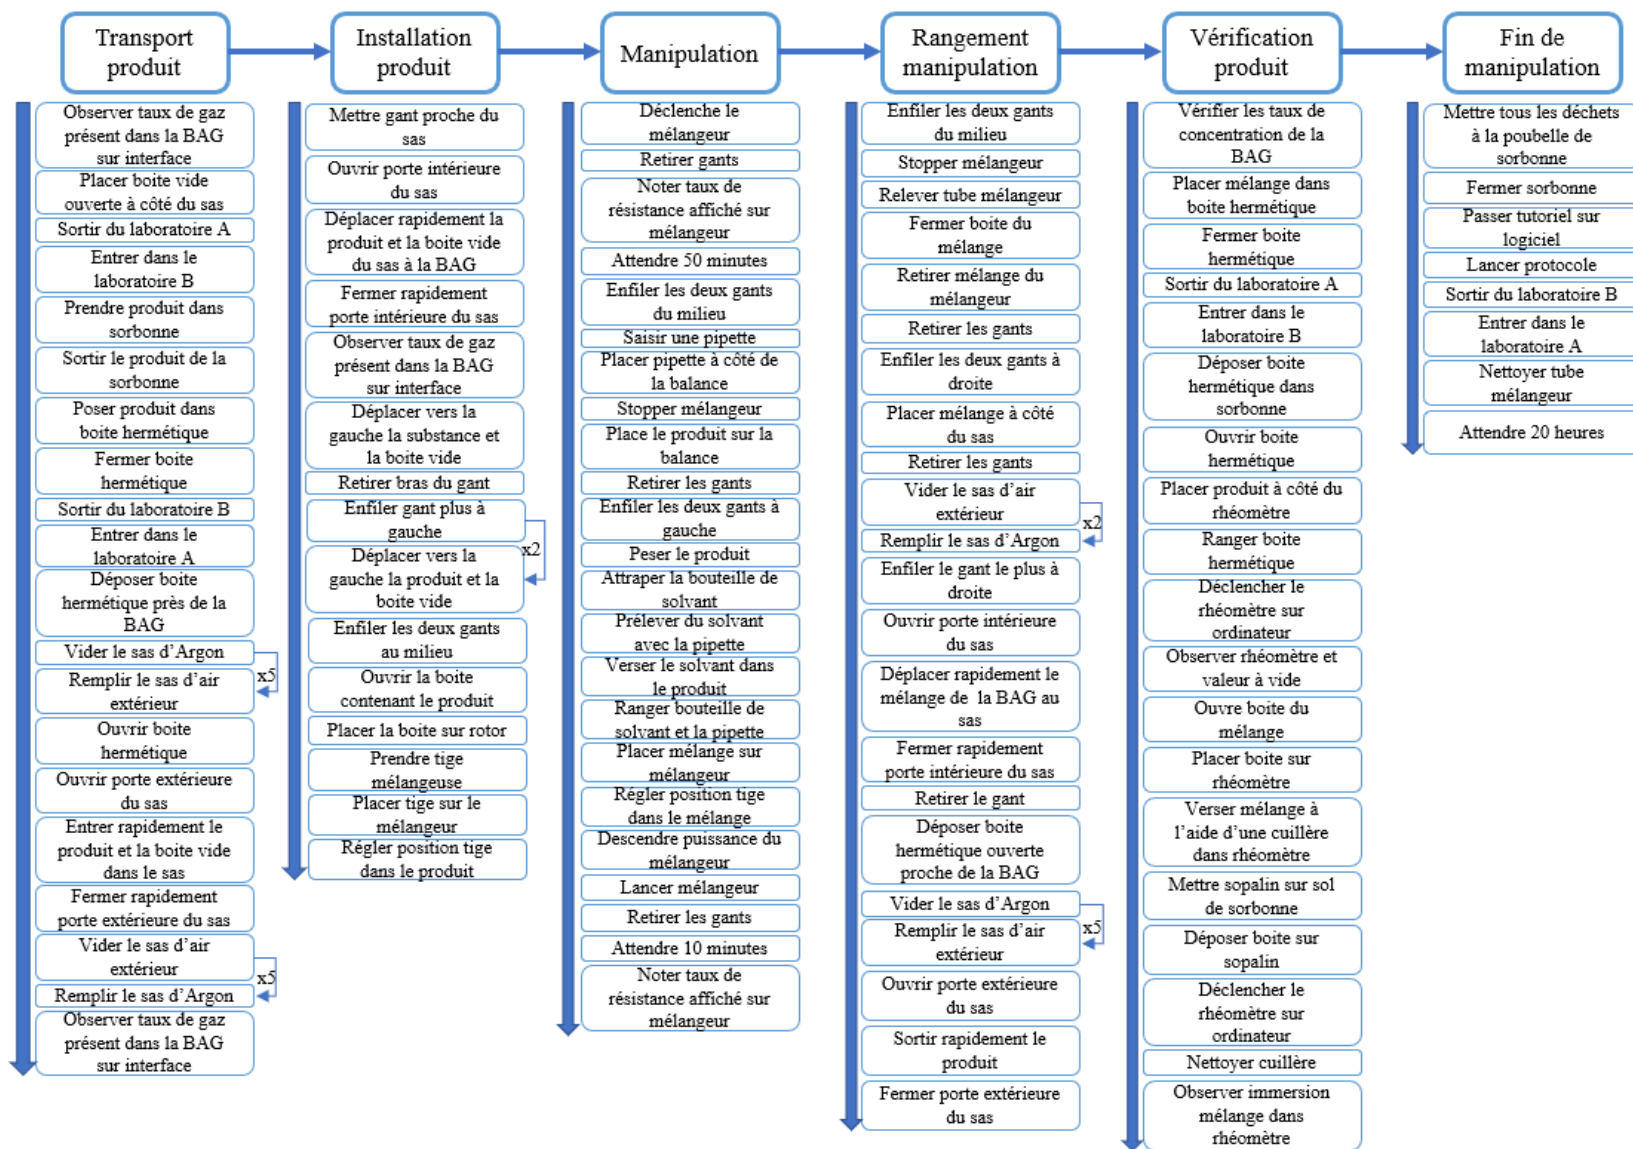 Transport
produit
Installation
produit
Manipulation
Rangement
manipulation
Vérification
produit
Fin de
manipulation
Observer taux de gaz
présent dans la BAG
sur interface
Placer boite vide
ouverte à côté du sas
Sortir du laboratoire A
Entrer dans le
laboratoire B
Prendre produit dans
sorbonne
Sortir le produit de la
sorbonne
Poser produit dans
boite hermétique
Fermer boite
hermétique
Sortir du laboratoire B
Entrer dans le
laboratoire A
Déposer boite
hermétique près de la
BAG
Vider le sas d’Argon
x5
Remplir le sas d’air
extérieur
Ouvrir boite
hermétique
Ouvrir porte extérieure
du sas
Entrer rapidement le
produit et la boite vide
dans le sas
Fermer rapidement
porte extérieure du sas
Vider le sas d’air
extérieur
x5
Remplir le sas d’Argon
Observer taux de gaz
présent dans la BAG
sur interface
Mettre gant proche du
sas
Ouvrir porte intérieure
du sas
Déplacer rapidement la
produit et la boite vide
du sas à la BAG
Fermer rapidement
porte intérieure du sas
Observer taux de gaz
présent dans la BAG
sur interface
Déplacer vers la
gauche la substance et
la boite vide
Retirer bras du gant
Enfiler gant plus à
gauche
x2
Déplacer vers la
gauche la produit et la
boite vide
Enfiler les deux gants
au milieu
Ouvrir la boite
contenant le produit
Placer la boite sur rotor
Prendre tige
mélangeuse
Placer tige sur le
mélangeur
Régler position tige
dans le produit
Déclenche le
mélangeur
Retirer gants
Noter taux de
résistance affiché sur
mélangeur
Attendre 50 minutes
Enfiler les deux gants
du milieu
Saisir une pipette
Placer pipette à côté de
la balance
Stopper mélangeur
Place le produit sur la
balance
Retirer les gants
Enfiler les deux gants à
gauche
Peser le produit
Attraper la bouteille de
solvant
Prélever du solvant
avec la pipette
Verser le solvant dans
le produit
Ranger bouteille de
solvant et la pipette
Placer mélange sur
mélangeur
Régler position tige
dans le mélange
Descendre puissance du
mélangeur
Lancer mélangeur
Retirer les gants
Attendre 10 minutes
Noter taux de
résistance affiché sur
mélangeur
Enfiler les deux gants
du milieu
Stopper mélangeur
Relever tube mélangeur
Fermer boite du
mélange
Retirer mélange du
mélangeur
Retirer les gants
Enfiler les deux gants à
droite
Placer mélange à côté
du sas
Retirer les gants
Vider le sas d’air
extérieur
x2
Remplir le sas d’Argon
Enfiler le gant le plus à
droite
Ouvrir porte intérieure
du sas
Déplacer rapidement le
mélange de la BAG au
sas
Fermer rapidement
porte intérieure du sas
Retirer le gant
Déposer boite
hermétique ouverte
proche de la BAG
Vider le sas d’Argon
x5
Remplir le sas d’air
extérieur
Ouvrir porte extérieure
du sas
Sortir rapidement le
produit
Fermer porte extérieure
du sas
Vérifier les taux de
concentration de la
BAG
Placer mélange dans
boite hermétique
Fermer boite
hermétique
Sortir du laboratoire A
Entrer dans le
laboratoire B
Déposer boite
hermétique dans
sorbonne
Ouvrir boite
hermétique
Placer produit à côté du
rhéomètre
Ranger boite
hermétique
Déclencher le
rhéomètre sur
ordinateur
Observer rhéomètre et
valeur à vide
Ouvre boite du
mélange
Placer boite sur
rhéomètre
Verser mélange à
l’aide d’une cuillère
dans rhéomètre
Mettre sopalin sur sol
de sorbonne
Déposer boite sur
sopalin
Déclencher le
rhéomètre sur
ordinateur
Nettoyer cuillère
Observer immersion
mélange dans
rhéomètre
Mettre tous les déchets
à la poubelle de
sorbonne
Fermer sorbonne
Passer tutoriel sur
logiciel
Lancer protocole
Sortir du laboratoire B
Entrer dans le
laboratoire A
Nettoyer tube
mélangeur
Attendre 20 heures